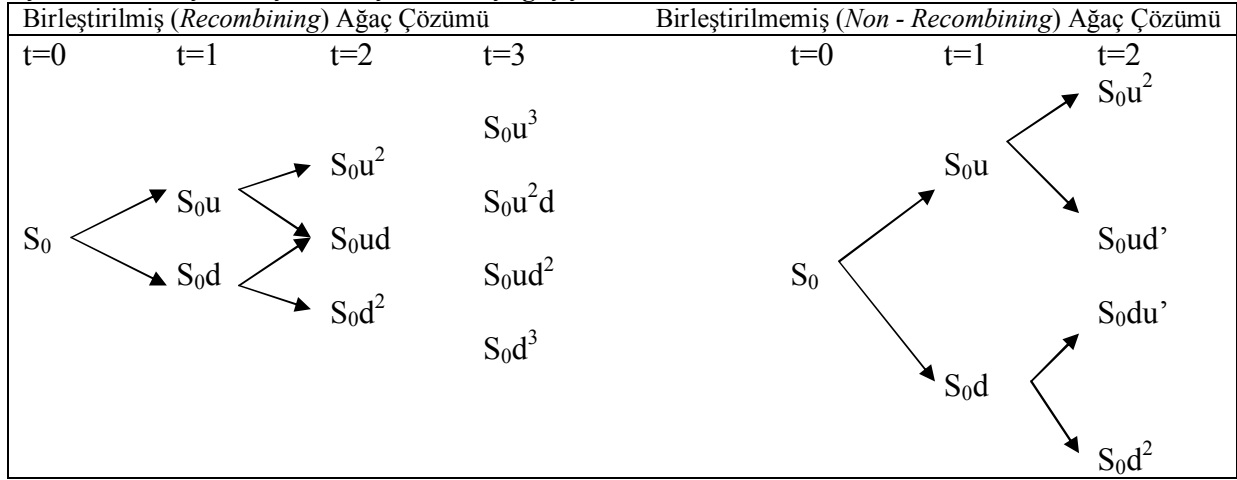 Birleştirilmiş (Recombining) Ağaç Çözümü
Birleştirilmemiş (Non - Recombining) Ağaç Çözümü
t=0 t=1 t=2 t=3
S₀
S₀u
S₀d
S₀u²
S₀ud
S₀d²
S₀u³
S₀u²d
S₀ud²
S₀d³
t=0 t=1 t=2
S₀
S₀u
S₀d
S₀u²
S₀ud’
S₀du’
S₀d²